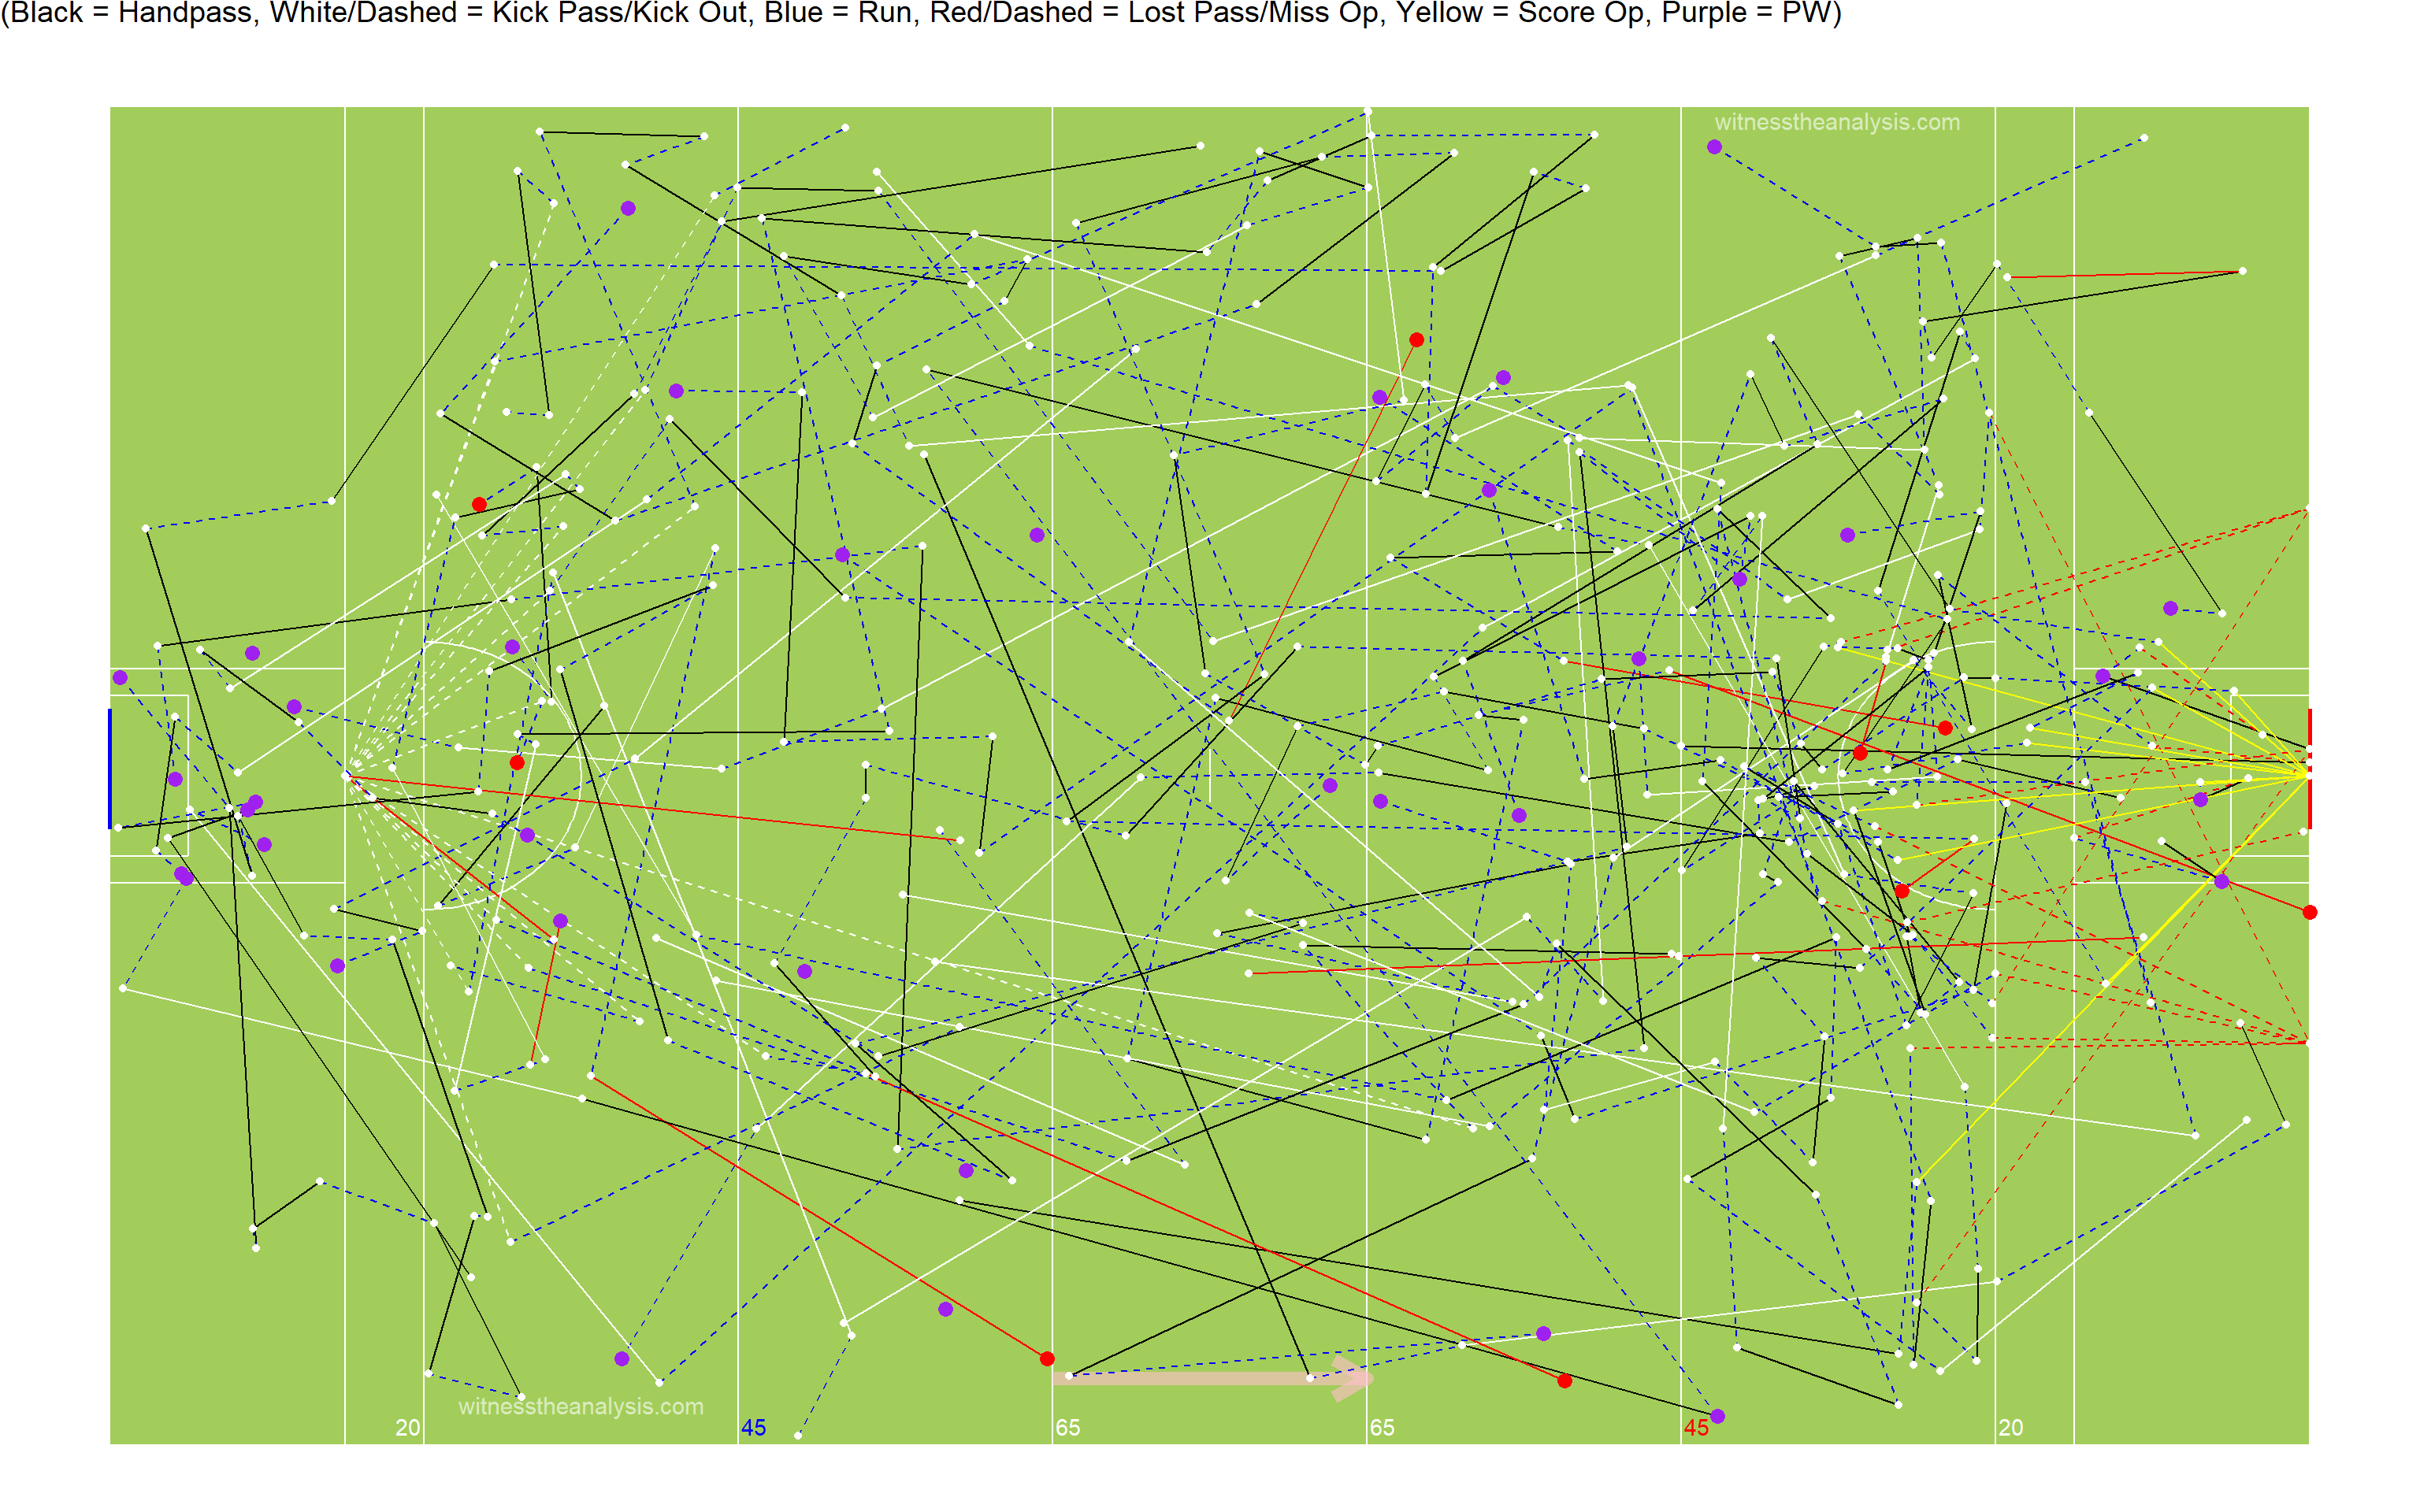 (Black = Handpass, White/Dashed = Kick Pass/Kick Out, Blue = Run, Red/Dashed = Lost Pass/Miss Op, Yellow = Score Op, Purple = PW)
witnesstheanalysis.com
witnesstheanalysis.com
20 45 65 65 45 20